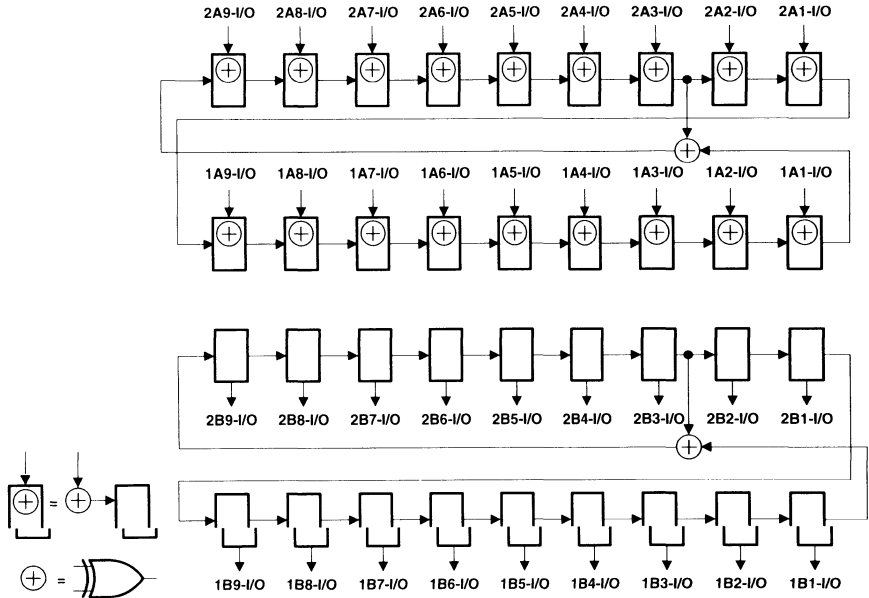 2A9-I/O 2A8-I/O 2A7-I/O 2A6-I/O 2A5-I/O 2A4-I/O 2A3-I/O 2A2-I/O 2A1-I/O
1A9-I/O 1A8-I/O 1A7-I/O 1A6-I/O 1A5-I/O 1A4-I/O 1A3-I/O 1A2-I/O 1A1-I/O
2B9-I/O 2B8-I/O 2B7-I/O 2B6-I/O 2B5-I/O 2B4-I/O 2B3-I/O 2B2-I/O 2B1-I/O
=
=
1B9-I/O 1B8-I/O 1B7-I/O 1B6-I/O 1B5-I/O 1B4-I/O 1B3-I/O 1B2-I/O 1B1-I/O